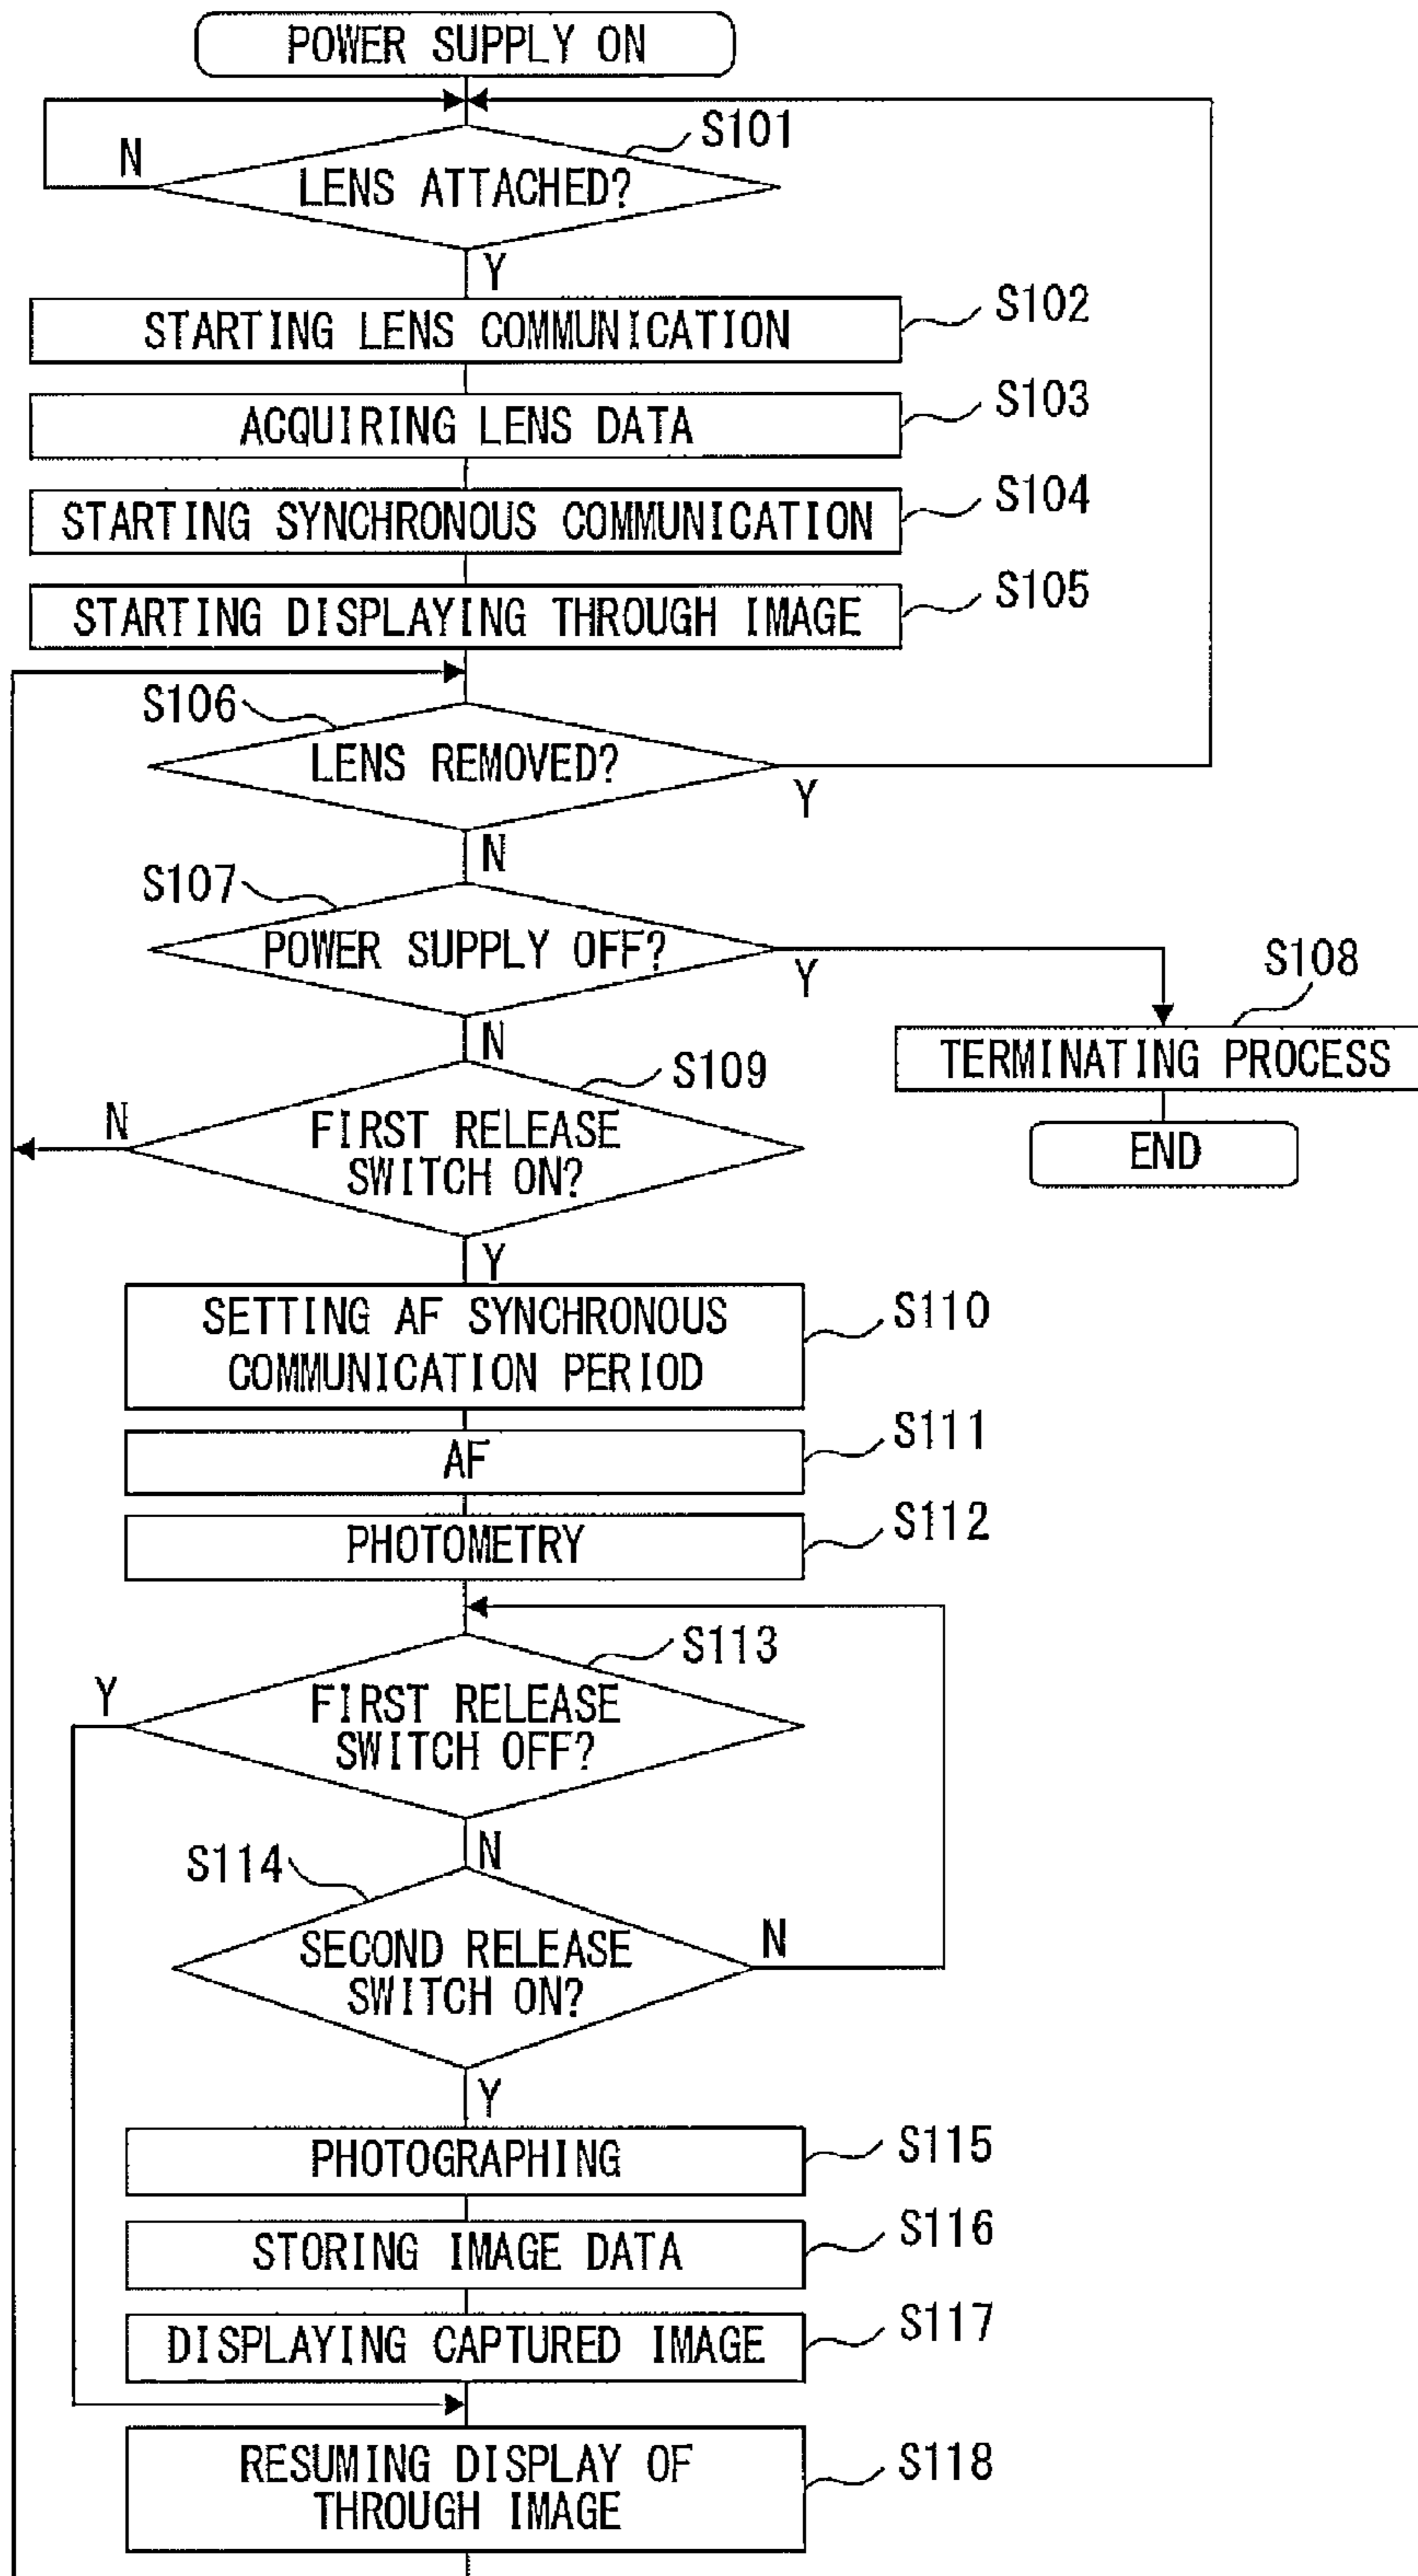 POWER SUPPLY ON
S101
N
LENS ATTACHED?
Y
S102
STARTING LENS COMMUNICATION
S103
ACQUIRING LENS DATA
S104
STARTING SYNCHRONOUS COMMUNICATION
S105
STARTING DISPLAYING THROUGH IMAGE
S106
LENS REMOVED?
Y
N
S107
POWER SUPPLY OFF?
Y
S108
N
TERMINATING PROCESS
S109
N
FIRST RELEASE
SWITCH ON?
END
Y
S110
SETTING AF SYNCHRONOUS
COMMUNICATION PERIOD
S111
AF
S112
PHOTOMETRY
S113
Y
FIRST RELEASE
SWITCH OFF?
N
S114
N
SECOND RELEASE
SWITCH ON?
Y
S115
PHOTOGRAPHING
S116
STORING IMAGE DATA
S117
DISPLAYING CAPTURED IMAGE
S118
RESUMING DISPLAY OF
THROUGH IMAGE